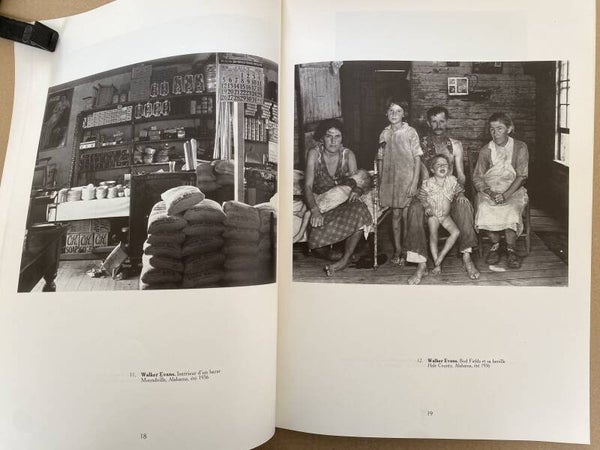 11. Walker Evans, Intérieur d'un bazar
Moundville, Alabama, été 1936
18
12. Walker Evans, Bud Fields et sa famille
Hale County, Alabama, été 1936
19